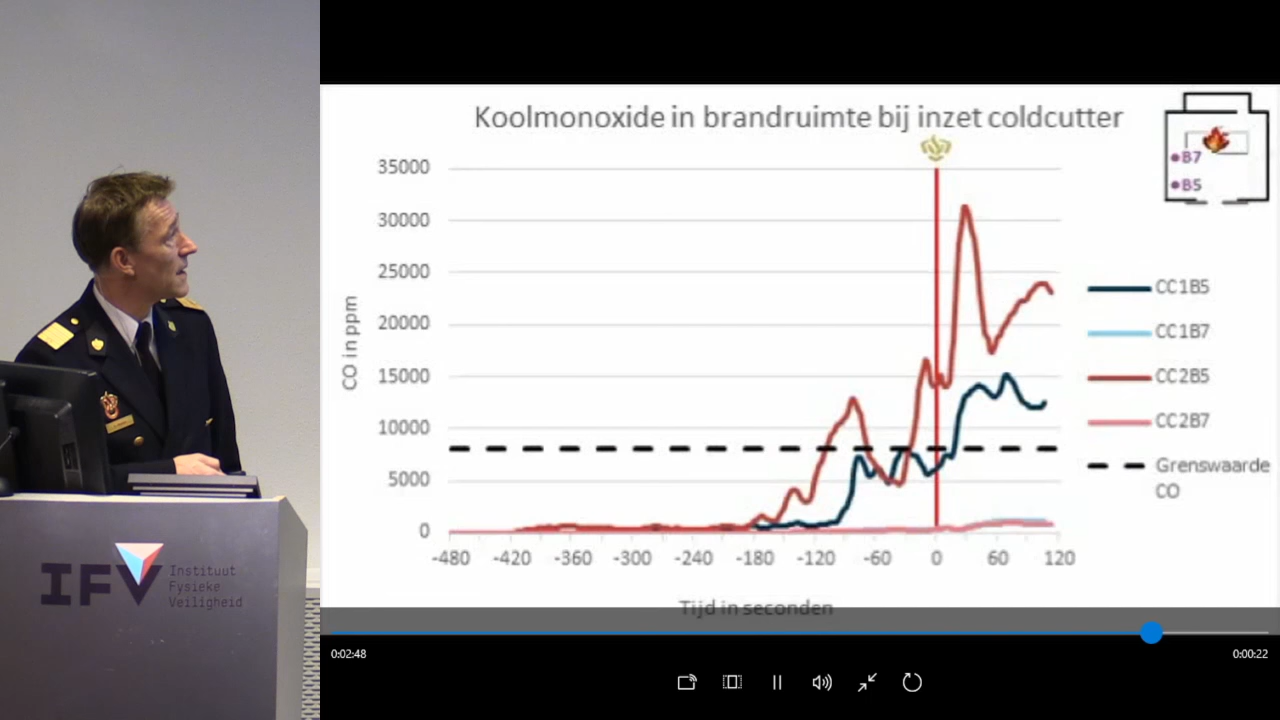 Koolmonoxide in brandruimte bij inzet coldcutter
B7
B5
35000
30000
25000
20000
15000
10000
5000
0
CO in ppm
-480 -420 -360 -300 -240 -180 -120 -60 0 60 120
Tijd in seconden
CC1B5
CC1B7
CC2B5
CC2B7
Grenswaarde
CO
IFV
Instituut
Fysieke
Veiligheid
0:02:48
0:00:22